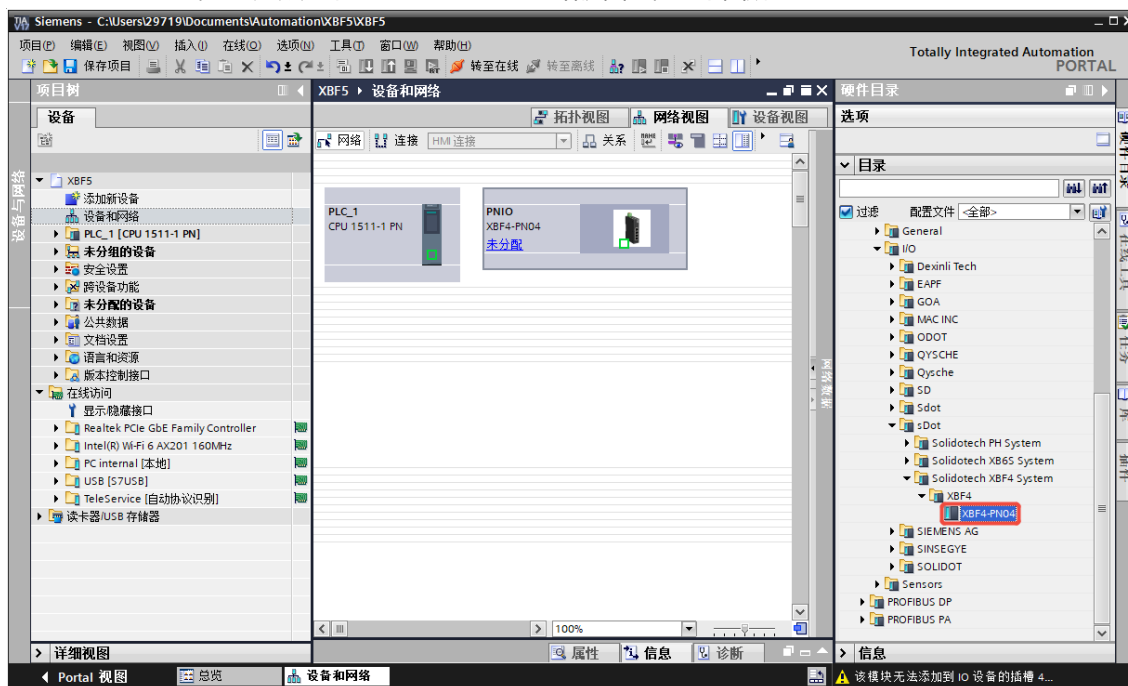 Siemens - C:\Users\29719\Documents\Automation\XBF5\XBF5
项目(P) 编辑(E) 视图(V) 插入(I) 在线(O) 选项(N) 工具(T) 窗口(W) 帮助(H)
Totally Integrated Automation
PORTAL
保存项目 转至在线 转至离线
项目树
XBF5 ▸ 设备和网络
硬件目录
设备
拓扑视图 网络视图 设备视图
选项
网络 连接 HMI 连接 关系
目录
过滤 配置文件 <全部>
XBF5
添加新设备
设备和网络
PLC_1 [CPU 1511-1 PN]
未分组的设备
安全设置
跨设备功能
未分配的设备
公共数据
文档设置
语言和资源
版本控制接口
在线访问
显示/隐藏接口
Realtek PCIe GbE Family Controller
Intel(R) Wi-Fi 6 AX201 160MHz
PC internal [本地]
USB [S7USB]
TeleService [自动协议识别]
读卡器/USB 存储器
设备与网络
PLC_1
CPU 1511-1 PN
PNIO
XBF4-PN04
未分配
网络数据
General
I/O
Dexinli Tech
EAPF
GOA
MAC INC
ODOT
QYSCHE
Qysche
SD
Sdot
sDot
Solidotech PH System
Solidotech XB6S System
Solidotech XBF4 System
XBF4
XBF4-PN04
SIEMENS AG
SINSEGYE
SOLIDOT
Sensors
PROFIBUS DP
PROFIBUS PA
100%
详细视图
属性 信息 诊断
信息
Portal 视图 总览 设备和网络
该模块无法添加到 IO 设备的插槽 4...